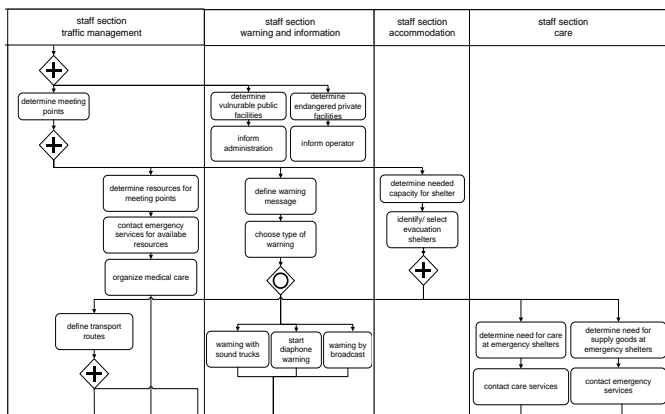 staff section
traffic management
staff section
warning and information
staff section
accommodation
staff section
care
determine meeting
points
determine
vulnurable public
facilities
determine
endangered private
facilities
inform
administration
inform operator
determine resources for
meeting points
define warning
message
determine needed
capacity for shelter
contact emergency
services for availabe
resources
choose type of
warning
identify/ select
evacuation
shelters
organize medical care
define transport
routes
warning with
sound trucks
start
diaphone
warning
warning by
broadcast
determine need for care
at emergency shelters
determine need for
supply goods at
emergency shelters
contact care services
contact emergency
services